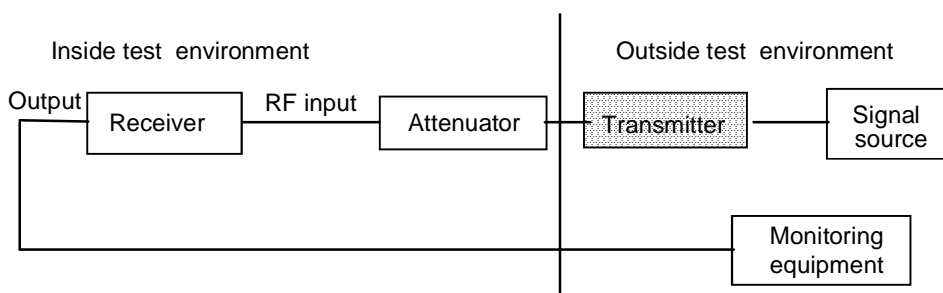 Inside test environment
Outside test environment
Output
RF input
Receiver
Attenuator
Transmitter
Signal
source
Monitoring
equipment